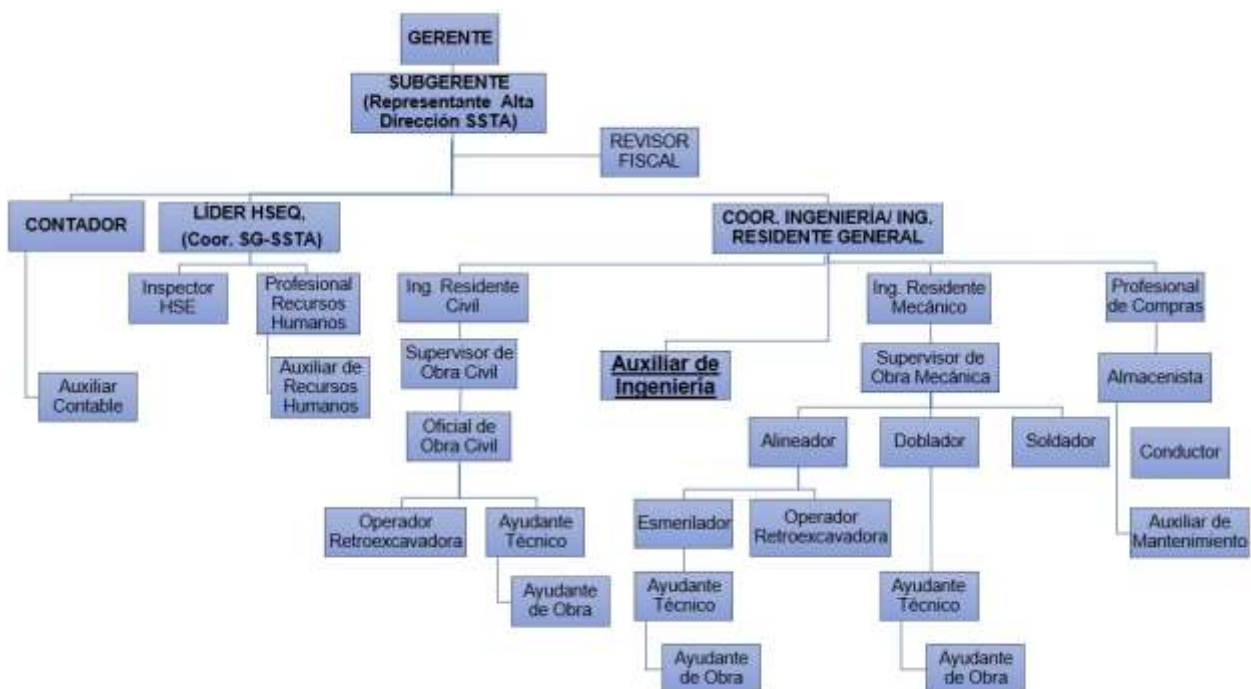 GERENTE
SUBGERENTE
(Representante Alta
Dirección SSTA)
REVISOR
FISCAL
CONTADOR
LÍDER HSEQ,
(Coor. SG-SSTA)
COOR. INGENIERÍA/ ING.
RESIDENTE GENERAL
Inspector
HSE
Profesional
Recursos
Humanos
Ing. Residente
Civil
Ing. Residente
Mecánico
Profesional
de Compras
Auxiliar
Contable
Auxiliar de
Recursos
Humanos
Supervisor de
Obra Civil
Auxiliar de
Ingeniería
Supervisor de
Obra Mecánica
Almacenista
Oficial de
Obra Civil
Alineador
Doblador
Soldador
Conductor
Operador
Retroexcavadora
Ayudante
Técnico
Esmerilador
Operador
Retroexcavadora
Auxiliar de
Mantenimiento
Ayudante
de Obra
Ayudante
Técnico
Ayudante
Técnico
Ayudante
de Obra
Ayudante
de Obra